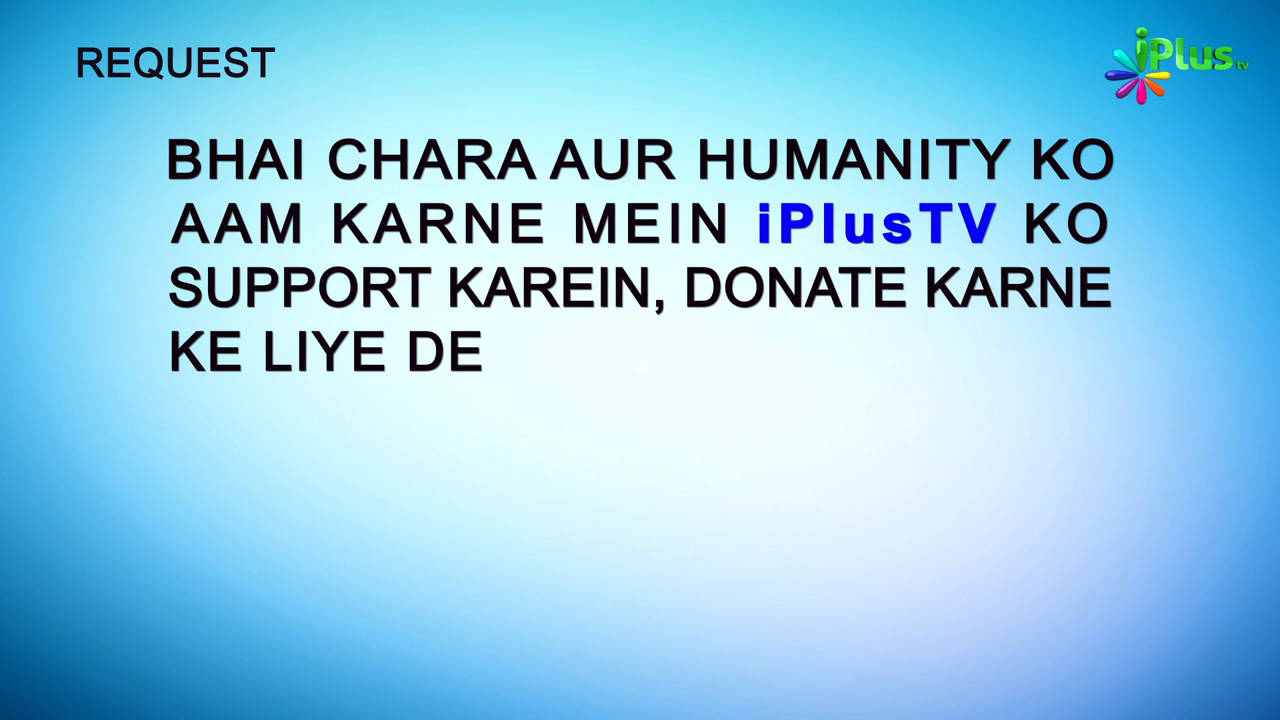 REQUEST
iPlus tv
BHAI CHARA AUR HUMANITY KO
AAM KARNE MEIN iPlusTV KO
SUPPORT KAREIN, DONATE KARNE
KE LIYE DE